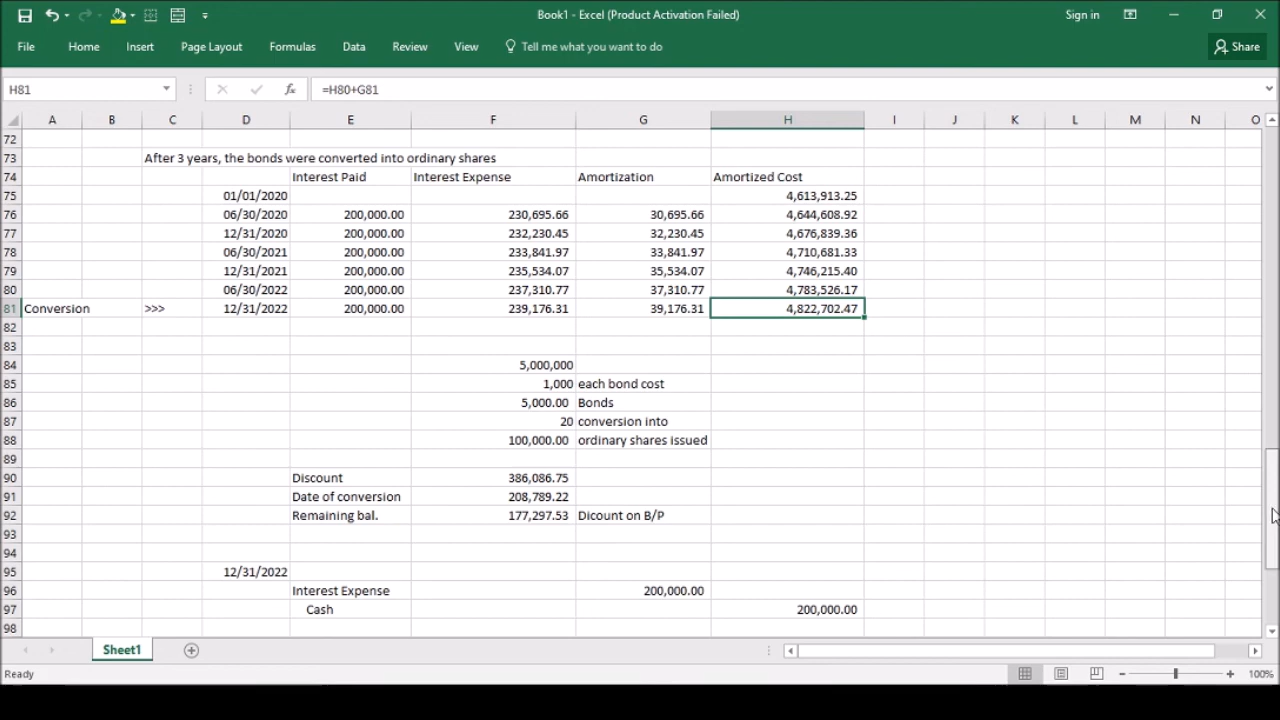 Book1 - Excel (Product Activation Failed) Sign in
File Home Insert Page Layout Formulas Data Review View Tell me what you want to do Share
H81 fx =H80+G81
A B C D E F G H I J K L M N O
72
73 After 3 years, the bonds were converted into ordinary shares
74 Interest Paid Interest Expense Amortization Amortized Cost
75 01/01/2020 4,613,913.25
76 06/30/2020 200,000.00 230,695.66 30,695.66 4,644,608.92
77 12/31/2020 200,000.00 232,230.45 32,230.45 4,676,839.36
78 06/30/2021 200,000.00 233,841.97 33,841.97 4,710,681.33
79 12/31/2021 200,000.00 235,534.07 35,534.07 4,746,215.40
80 06/30/2022 200,000.00 237,310.77 37,310.77 4,783,526.17
81 Conversion >>> 12/31/2022 200,000.00 239,176.31 39,176.31 4,822,702.47
82
83
84 5,000,000
85 1,000 each bond cost
86 5,000.00 Bonds
87 20 conversion into
88 100,000.00 ordinary shares issued
89
90 Discount 386,086.75
91 Date of conversion 208,789.22
92 Remaining bal. 177,297.53 Dicount on B/P
93
94
95 12/31/2022
96 Interest Expense 200,000.00
97 Cash 200,000.00
98
Sheet1
Ready 100%